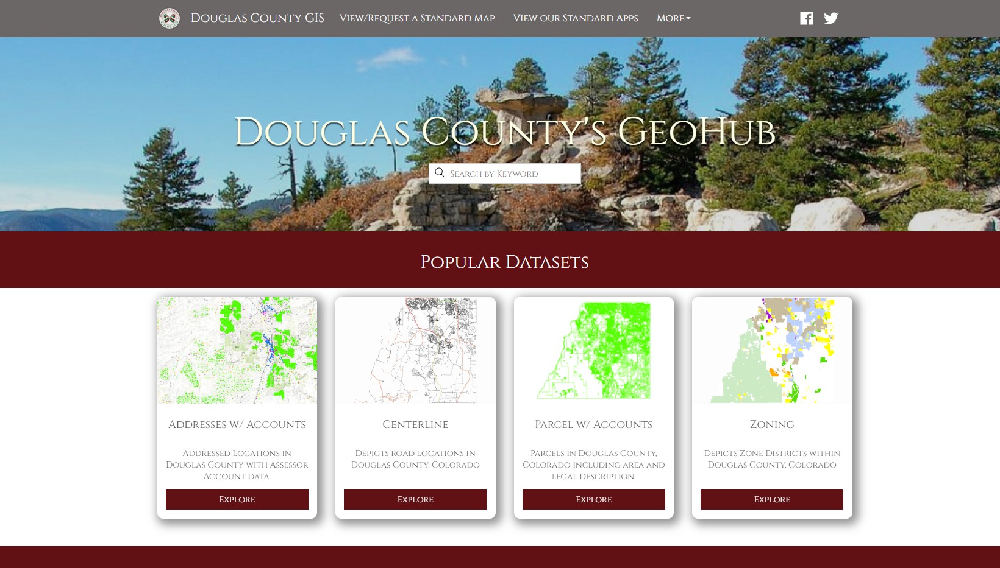 Douglas County GIS
View/Request a Standard Map
View our Standard Apps
More
Douglas County's GeoHub
Search by Keyword
Popular Datasets
Addresses w/ Accounts
Addressed Locations in
Douglas County with Assessor
Account data.
Explore
Centerline
Depicts road locations in
Douglas County, Colorado
Explore
Parcel w/ Accounts
Parcels in Douglas County,
Colorado including area and
legal description.
Explore
Zoning
Depicts Zone Districts within
Douglas County, Colorado
Explore